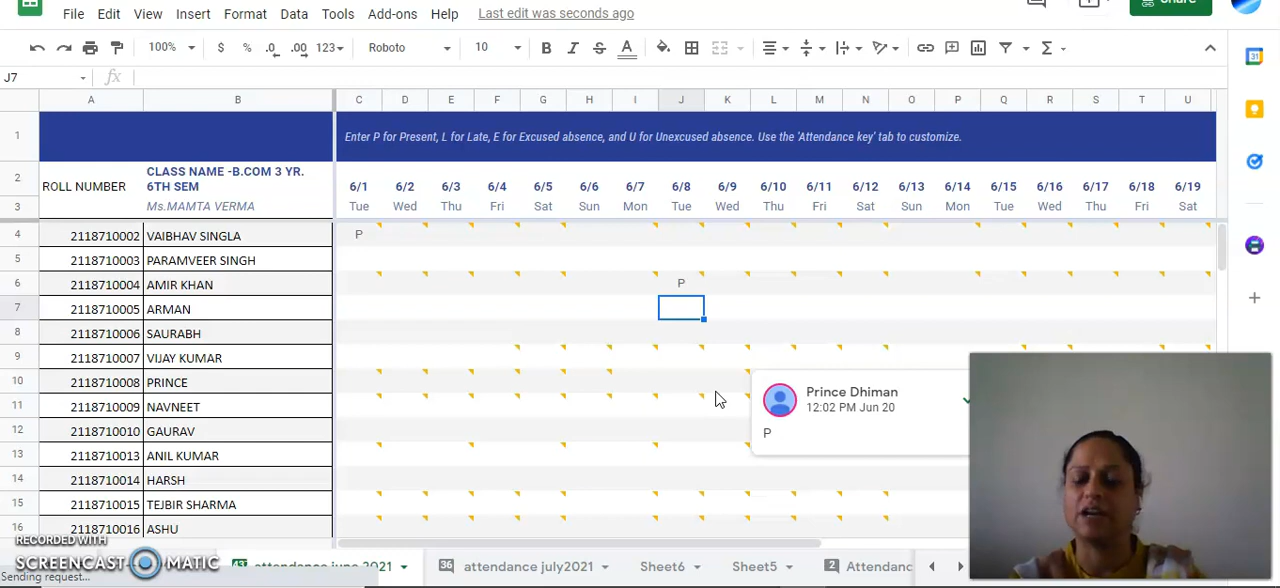 File Edit View Insert Format Data Tools Add-ons Help Last edit was seconds ago
Share
100% $ % .0 .00 123 Roboto 10 B I S A
J7 fx
A B C D E F G H I J K L M N O P Q R S T U
1 Enter P for Present, L for Late, E for Excused absence, and U for Unexcused absence. Use the 'Attendance key' tab to customize.
2 ROLL NUMBER CLASS NAME -B.COM 3 YR. 6TH SEM 6/1 6/2 6/3 6/4 6/5 6/6 6/7 6/8 6/9 6/10 6/11 6/12 6/13 6/14 6/15 6/16 6/17 6/18 6/19
3 Ms.MAMTA VERMA Tue Wed Thu Fri Sat Sun Mon Tue Wed Thu Fri Sat Sun Mon Tue Wed Thu Fri Sat
4 2118710002 VAIBHAV SINGLA P
5 2118710003 PARAMVEER SINGH
6 2118710004 AMIR KHAN P
7 2118710005 ARMAN
8 2118710006 SAURABH
9 2118710007 VIJAY KUMAR
10 2118710008 PRINCE
11 2118710009 NAVNEET
12 2118710010 GAURAV
13 2118710013 ANIL KUMAR
14 2118710014 HARSH
15 2118710015 TEJBIR SHARMA
16 2118710016 ASHU
Prince Dhiman
12:02 PM Jun 20
P
RECORDED WITH
SCREENCAST O MATIC
attendance june 2021 36 attendance july2021 Sheet6 Sheet5 2 Attendanc
Sending request...
31